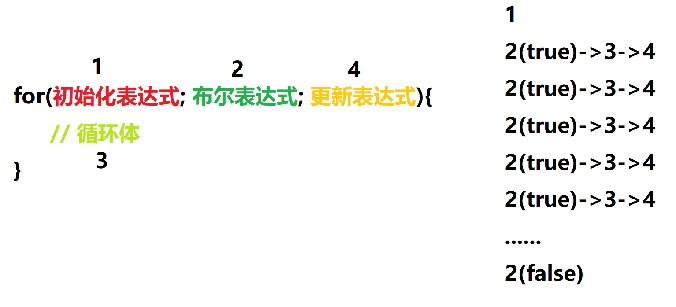 1 2 4
for(初始化表达式; 布尔表达式; 更新表达式){
// 循环体
3
}
1
2(true)->3->4
2(true)->3->4
2(true)->3->4
2(true)->3->4
2(true)->3->4
......
2(false)